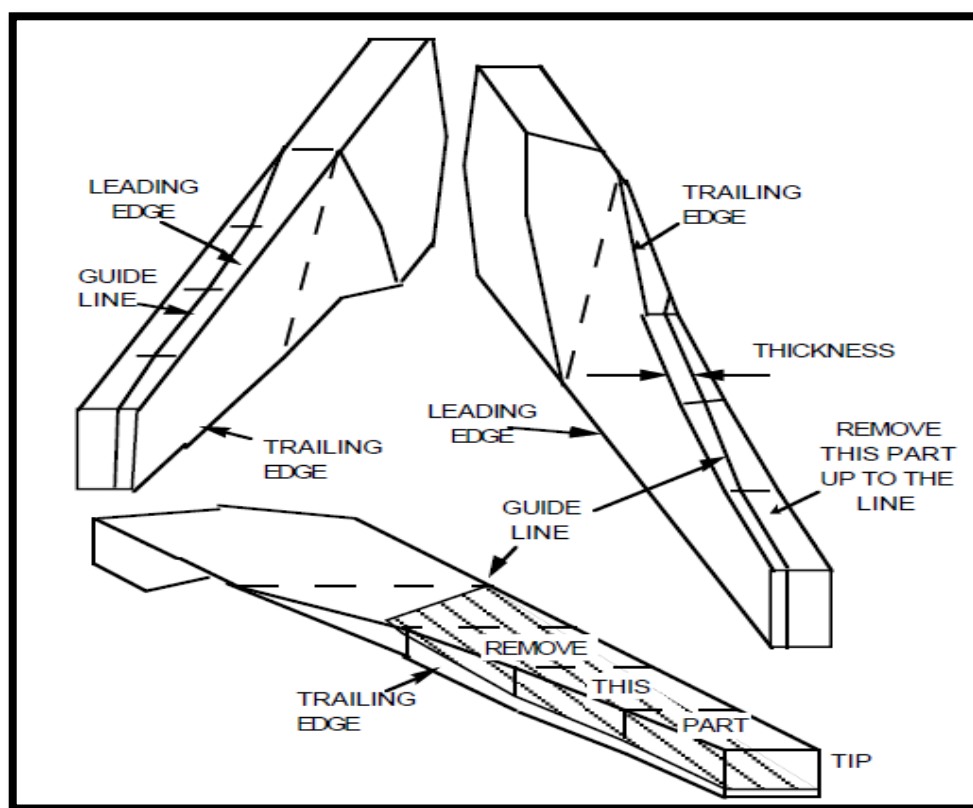 LEADING
EDGE
GUIDE
LINE
TRAILING
EDGE
TRAILING
EDGE
THICKNESS
LEADING
EDGE
REMOVE
THIS PART
UP TO THE
LINE
GUIDE
LINE
REMOVE
THIS
PART
TRAILING
EDGE
TIP